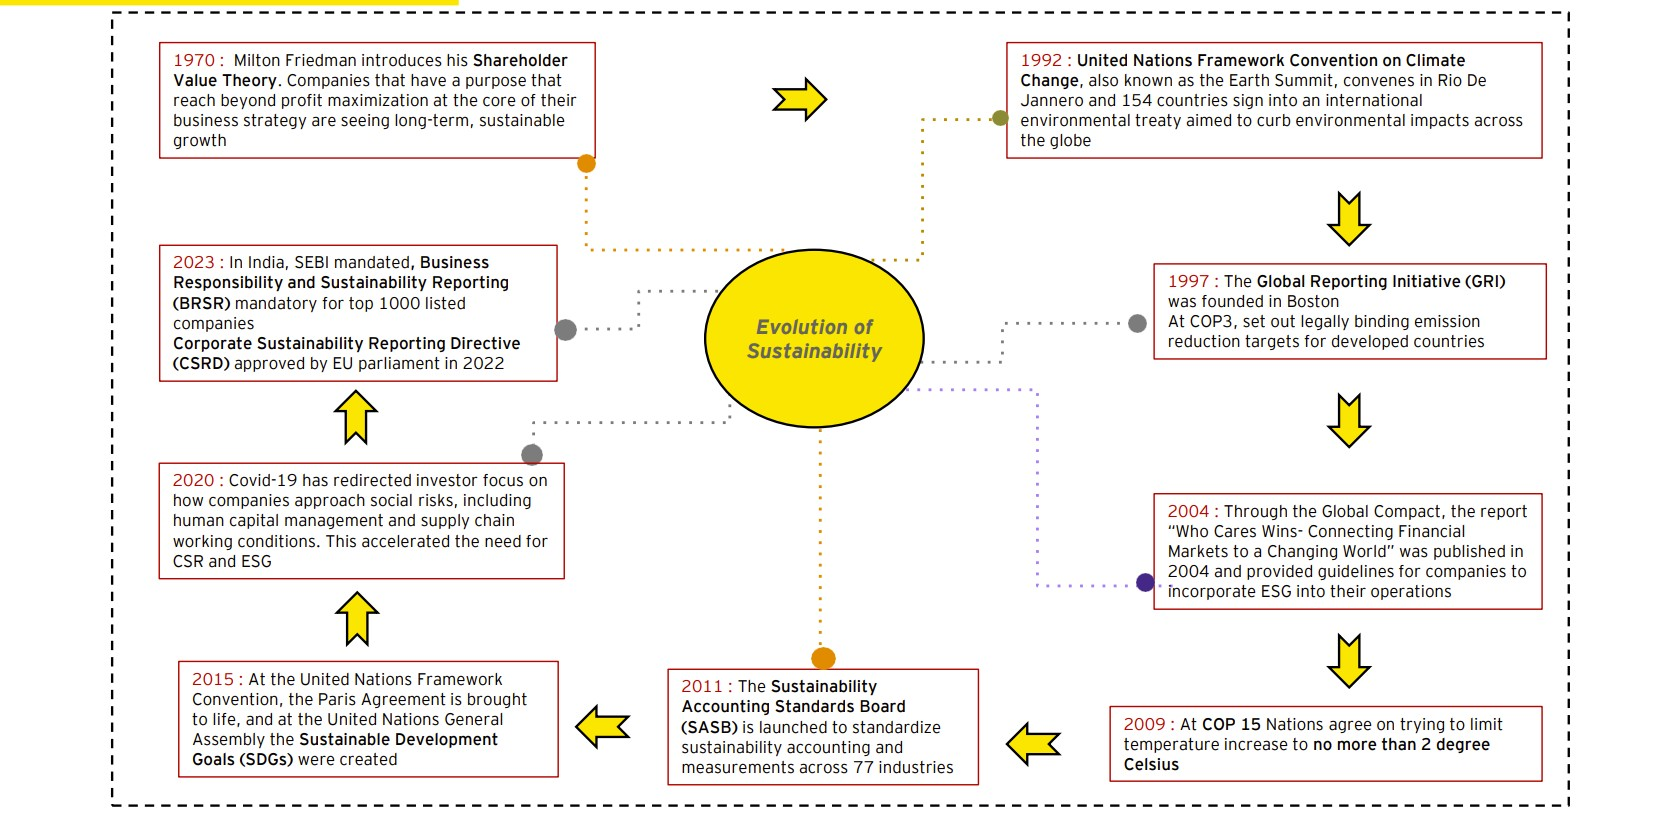 1970 : Milton Friedman introduces his Shareholder
Value Theory. Companies that have a purpose that
reach beyond profit maximization at the core of their
business strategy are seeing long-term, sustainable
growth
1992 : United Nations Framework Convention on Climate
Change, also known as the Earth Summit, convenes in Rio De
Jannero and 154 countries sign into an international
environmental treaty aimed to curb environmental impacts across
the globe
1997 : The Global Reporting Initiative (GRI)
was founded in Boston
At COP3, set out legally binding emission
reduction targets for developed countries
2004 : Through the Global Compact, the report
“Who Cares Wins- Connecting Financial
Markets to a Changing World” was published in
2004 and provided guidelines for companies to
incorporate ESG into their operations
2009 : At COP 15 Nations agree on trying to limit
temperature increase to no more than 2 degree
Celsius
2011 : The Sustainability
Accounting Standards Board
(SASB) is launched to standardize
sustainability accounting and
measurements across 77 industries
2015 : At the United Nations Framework
Convention, the Paris Agreement is brought
to life, and at the United Nations General
Assembly the Sustainable Development
Goals (SDGs) were created
2020 : Covid-19 has redirected investor focus on
how companies approach social risks, including
human capital management and supply chain
working conditions. This accelerated the need for
CSR and ESG
2023 : In India, SEBI mandated, Business
Responsibility and Sustainability Reporting
(BRSR) mandatory for top 1000 listed
companies
Corporate Sustainability Reporting Directive
(CSRD) approved by EU parliament in 2022
Evolution of
Sustainability